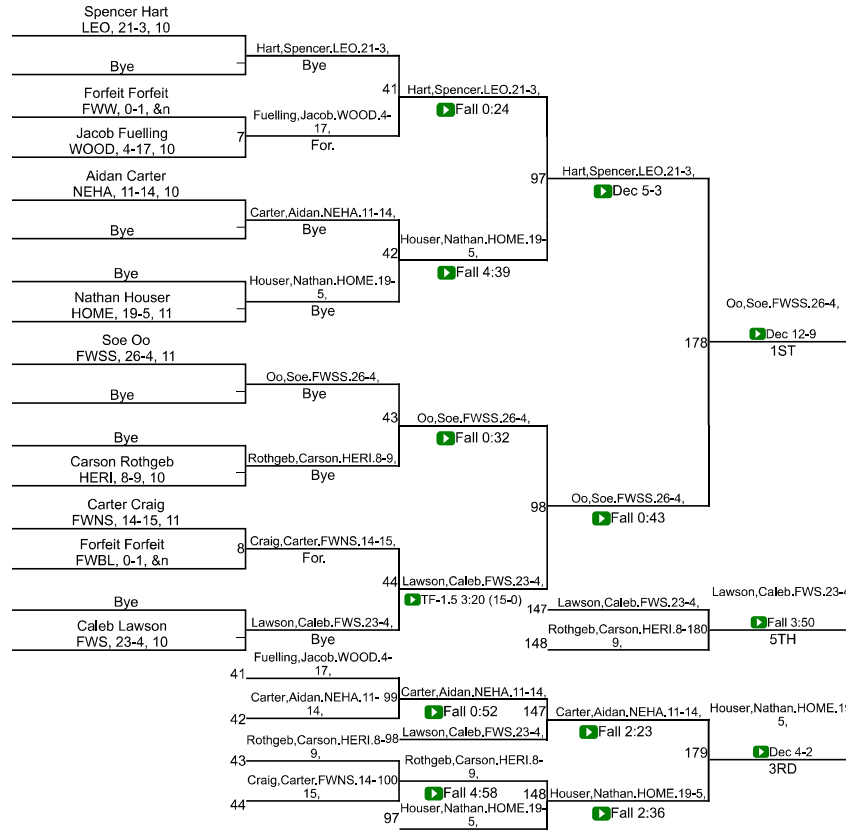 Spencer Hart
LEO, 21-3, 10
Bye
Hart,Spencer.LEO.21-3,
Bye
Forfeit Forfeit
FWW, 0-1, &n
Jacob Fuelling
WOOD, 4-17, 10
7
Fuelling,Jacob.WOOD.4-
17,
For.
41
Hart,Spencer.LEO.21-3,
Fall 0:24
Aidan Carter
NEHA, 11-14, 10
Bye
Carter,Aidan.NEHA.11-14,
Bye
Bye
Nathan Houser
HOME, 19-5, 11
Houser,Nathan.HOME.19-
5,
Bye
42
Houser,Nathan.HOME.19-
5,
Fall 4:39
97
Hart,Spencer.LEO.21-3,
Dec 5-3
Soe Oo
FWSS, 26-4, 11
Bye
Oo,Soe.FWSS.26-4,
Bye
Bye
Carson Rothgeb
HERI, 8-9, 10
Rothgeb,Carson.HERI.8-9,
Bye
43
Oo,Soe.FWSS.26-4,
Fall 0:32
Carter Craig
FWNS, 14-15, 11
Forfeit Forfeit
FWBL, 0-1, &n
8
Craig,Carter.FWNS.14-15,
For.
Bye
Caleb Lawson
FWS, 23-4, 10
Lawson,Caleb.FWS.23-4,
Bye
44
Lawson,Caleb.FWS.23-4,
TF-1.5 3:20 (15-0)
98
Oo,Soe.FWSS.26-4,
Fall 0:43
178
Oo,Soe.FWSS.26-4,
Dec 12-9
1ST
147
Lawson,Caleb.FWS.23-4,
148
Rothgeb,Carson.HERI.8-
9,
180
Lawson,Caleb.FWS.23-4
Fall 3:50
5TH
41
Fuelling,Jacob.WOOD.4-
17,
42
Carter,Aidan.NEHA.11-
14,
99
Carter,Aidan.NEHA.11-14,
Fall 0:52
98
Lawson,Caleb.FWS.23-4,
147
Carter,Aidan.NEHA.11-14,
Fall 2:23
43
Rothgeb,Carson.HERI.8-
9,
44
Craig,Carter.FWNS.14-
15,
100
Rothgeb,Carson.HERI.8-
9,
Fall 4:58
97
Houser,Nathan.HOME.19-
5,
148
Houser,Nathan.HOME.19-5,
Fall 2:36
179
Houser,Nathan.HOME.19
5,
Dec 4-2
3RD